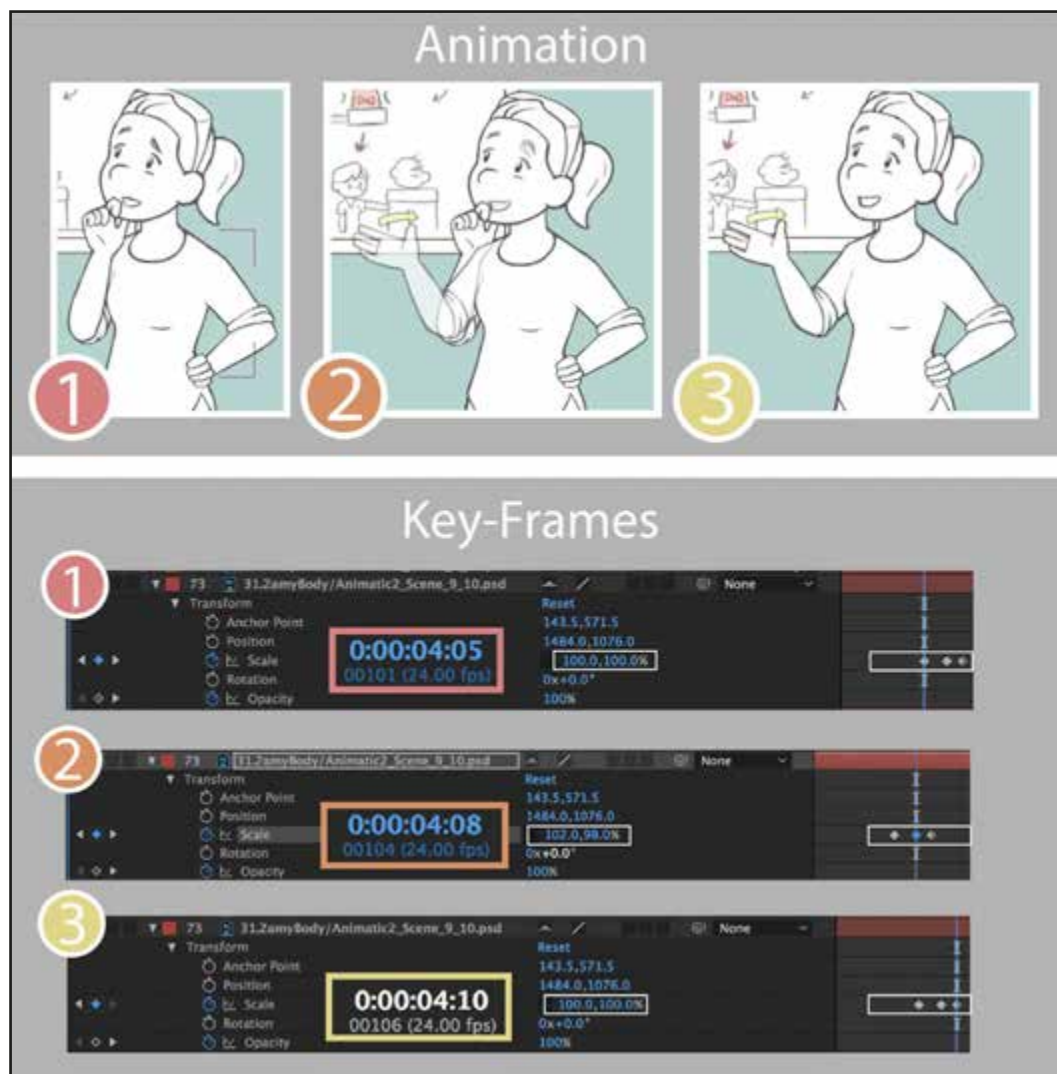 Animation
DNA
1
2
DNA
3
Key-Frames
1
73 31.2amyBody/Animatic2_Scene_9_10.psd None
Transform Reset
Anchor Point 143.5,571.5
Position 1484.0,1076.0
Scale 100.0,100.0%
Rotation 0x+0.0°
Opacity 100%
0:00:04:05
00101 (24.00 fps)
2
73 31.2amyBody/Animatic2_Scene_9_10.psd None
Transform Reset
Anchor Point 143.5,571.5
Position 1484.0,1076.0
Scale 102.0,98.0%
Rotation 0x+0.0°
Opacity 100%
0:00:04:08
00104 (24.00 fps)
3
73 31.2amyBody/Animatic2_Scene_9_10.psd None
Transform Reset
Anchor Point 143.5,571.5
Position 1484.0,1076.0
Scale 100.0,100.0%
Rotation 0x+0.0°
Opacity 100%
0:00:04:10
00106 (24.00 fps)